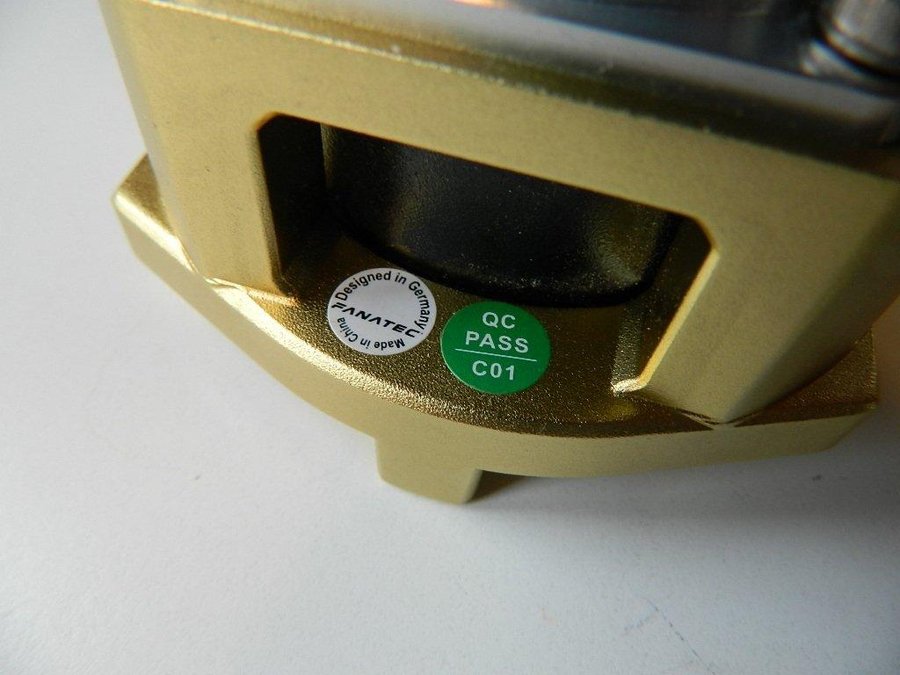 Designed in Germany
FANATEC
Made in China
QC
PASS
C01